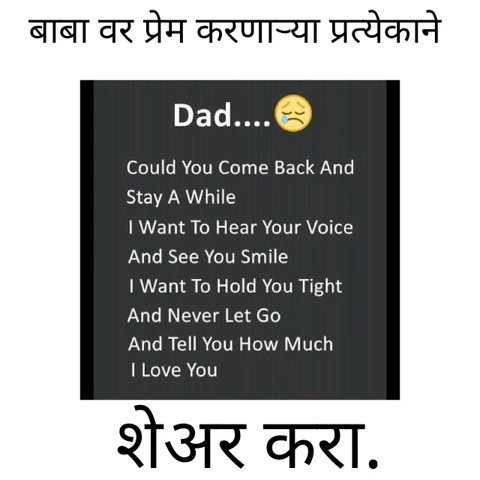 बाबा वर प्रेम करणाऱ्या प्रत्येकाने
Dad....😢
Could You Come Back And
Stay A While
I Want To Hear Your Voice
And See You Smile
I Want To Hold You Tight
And Never Let Go
And Tell You How Much
I Love You
शेअर करा.